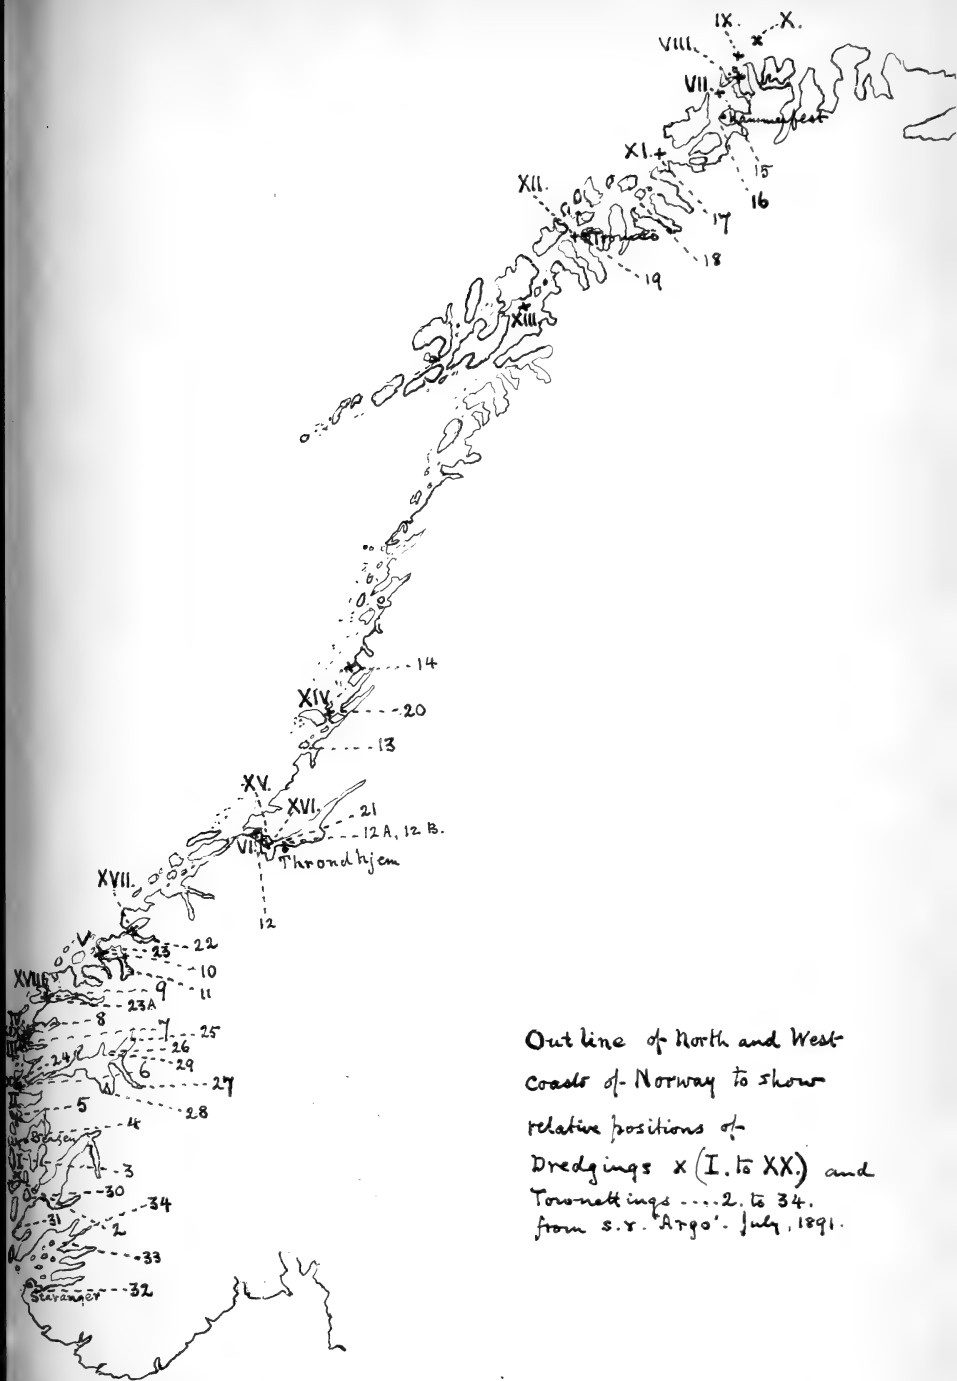 IX.
X.
VIII.
VII.
Hammerfest
XI.
15
16
XII.
17
Tromsö
18
19
XIII.
14
XIV.
20
13
XV.
XVI.
21
12 A, 12 B.
VI.
Throndhjem
XVII.
12
V
22
23
10
XVIII.
9
11
23A
8
7
25
26
24
29
6
27
28
5
4
Bergen
3
30
34
31
2
33
32
Stavanger
Outline of North and West
coasts of Norway to show
relative positions of
Dredgings x (I. to XX.) and
Townettings ....2. to 34.
from s.y. 'Argo'. July, 1891.